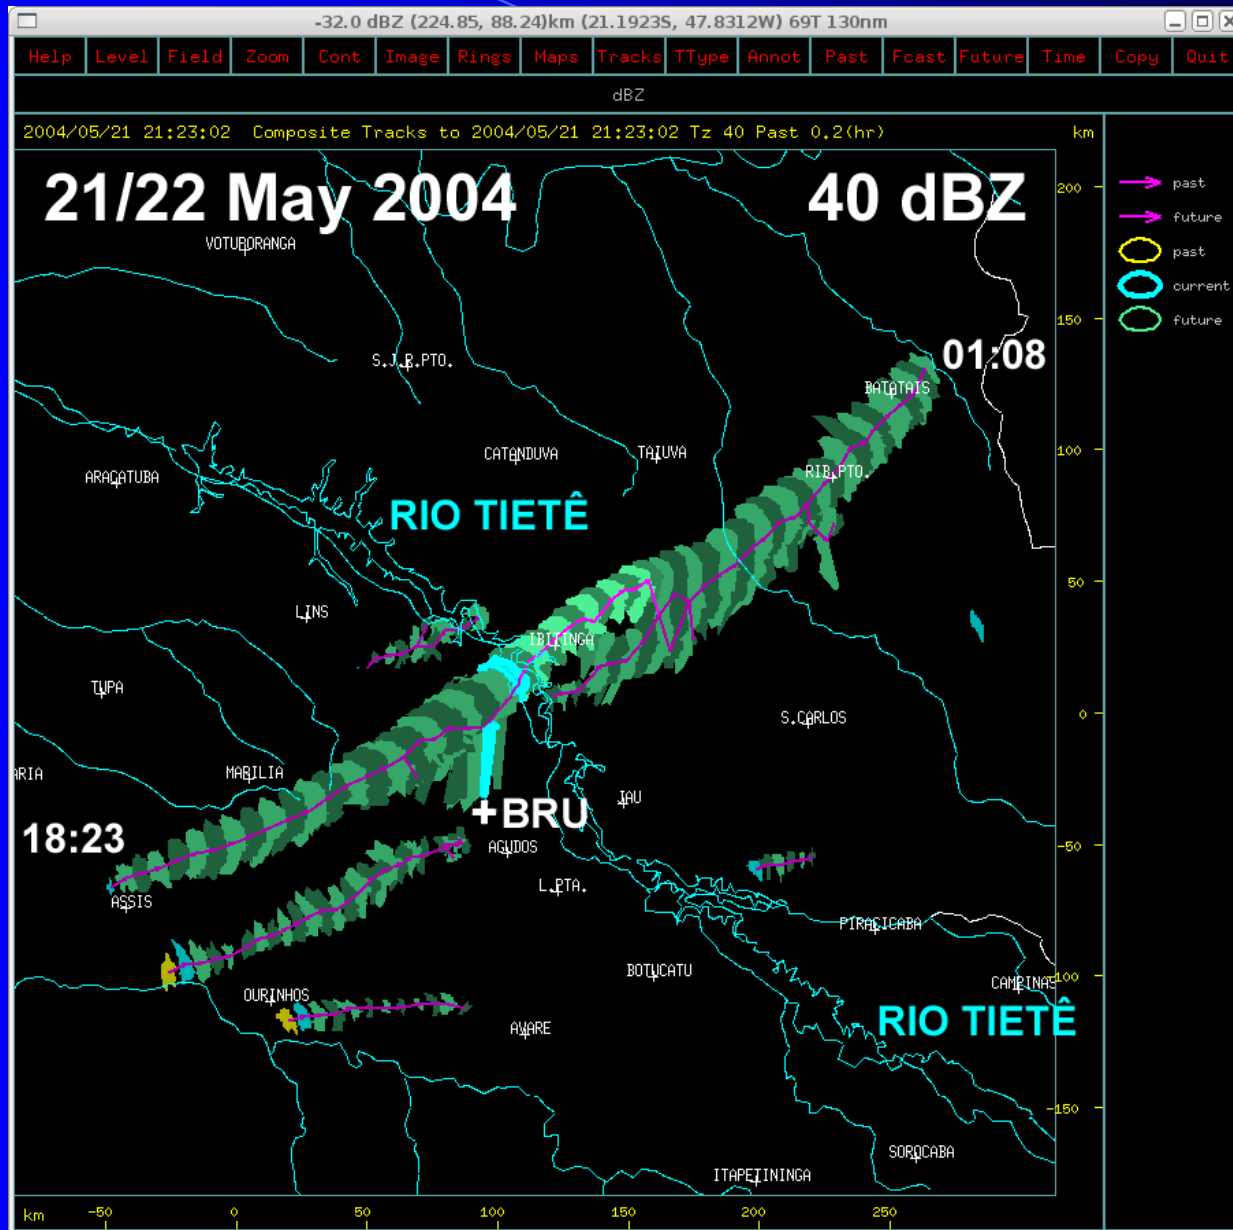 -32.0 dBZ (224.85, 88.24)km (21.1923S, 47.8312W) 69T 130nm
Help Level Field Zoom Cont Image Rings Maps Tracks TType Annot Past Fcast Future Time Copy Quit
dBZ
2004/05/21 21:23:02 Composite Tracks to 2004/05/21 21:23:02 Tz 40 Past 0.2(hr) km
21/22 May 2004 40 dBZ
200
past
future
past
current
future
VOTUPORANGA
150
S.J.R.PTO.
01:08
BATATAIS
100
CATANDUVA
TAIUVA
RIB.PTO.
ARAÇATUBA
RIO TIETÊ
50
LINS
IBITINGA
TUPA
0
S.CARLOS
ARIA
MARILIA
JAU
+BRU
18:23
AGUDOS
-50
L.PTA.
ASSIS
PIRACICABA
BOTUCATU
-100
CAMPINAS
OURINHOS
RIO TIETÊ
AVARE
-150
SOROCABA
ITAPETININGA
km -50 0 50 100 150 200 250